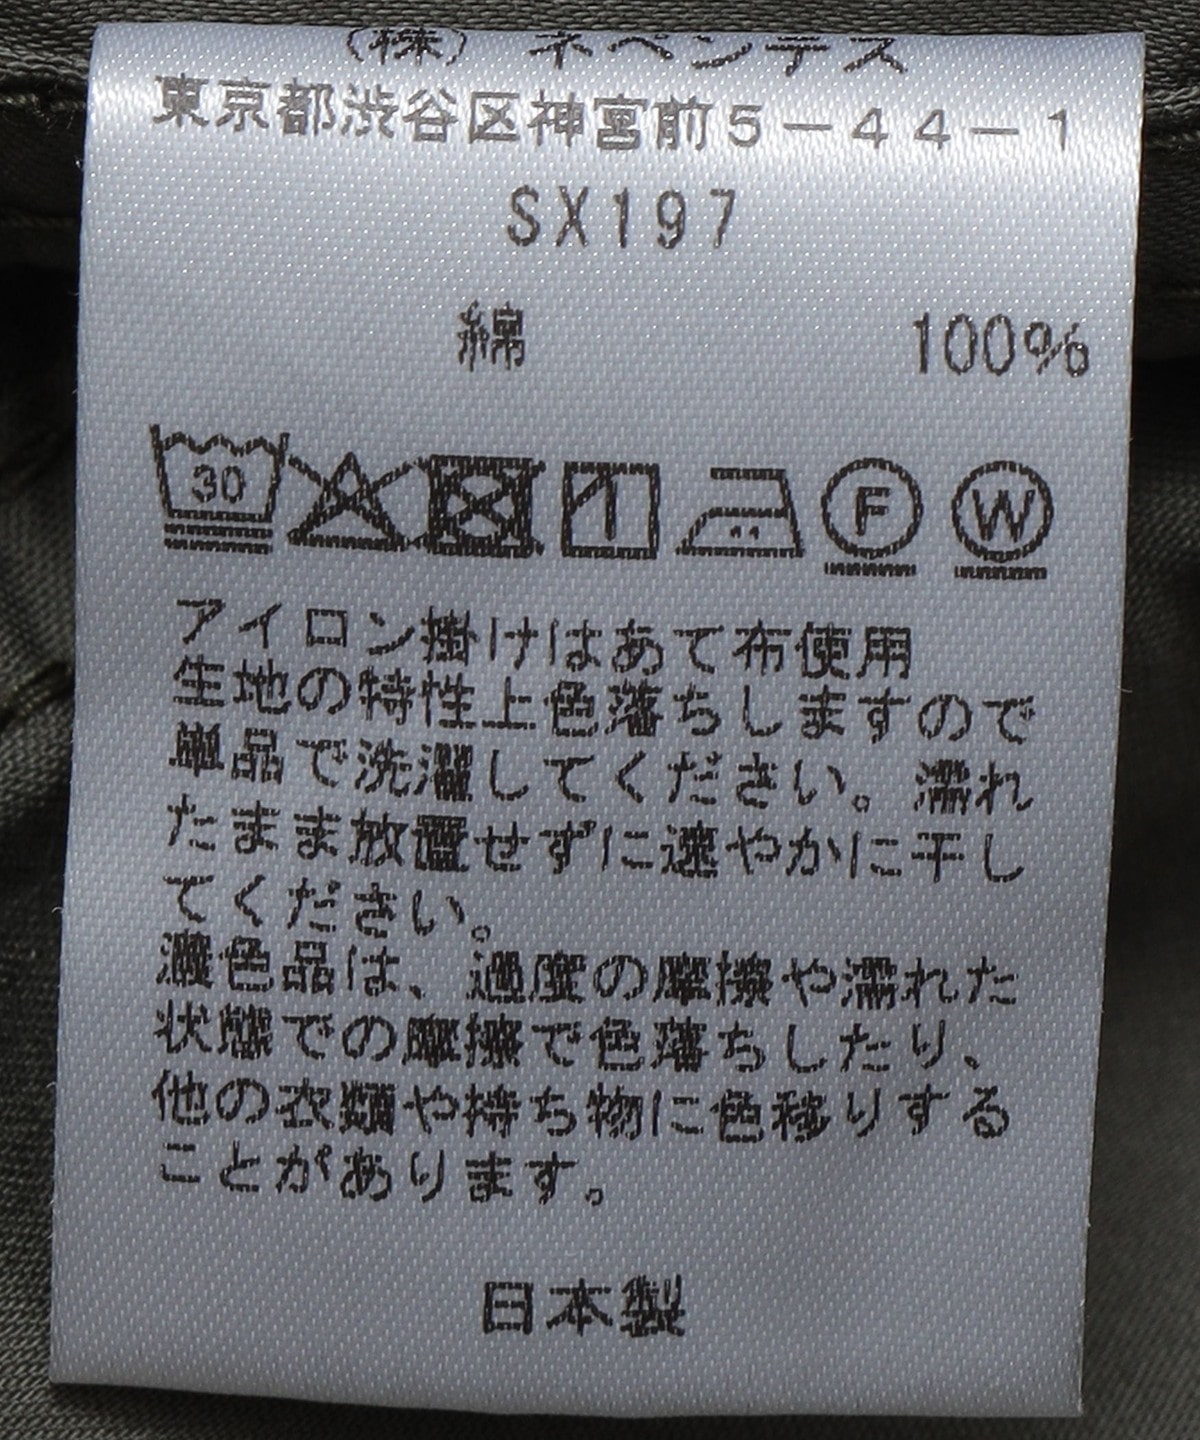 (株)ネペンテス
東京都渋谷区神宮前5-44-1
SX197
綿 100%
30 F W
アイロン掛けはあて布使用
生地の特性上色落ちしますので
単品で洗濯してください。濡れ
たまま放置せずに速やかに干し
てください。
濃色品は、過度の摩擦や濡れた
状態での摩擦で色落ちしたり、
他の衣類や持ち物に色移りする
ことがあります。
日本製